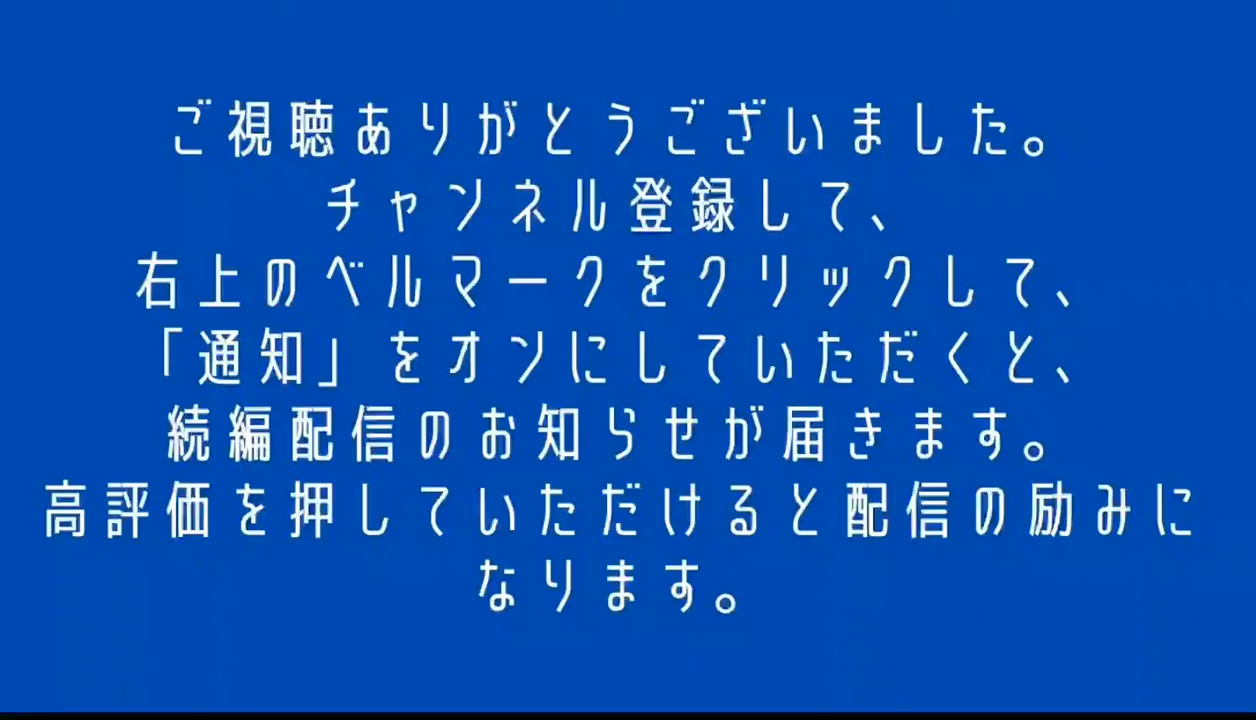 ご視聴ありがとうございました。
チャンネル登録して、
右上のベルマークをクリックして、
「通知」をオンにしていただくと、
続編配信のお知らせが届きます。
高評価を押していただけると配信の励みに
なります。